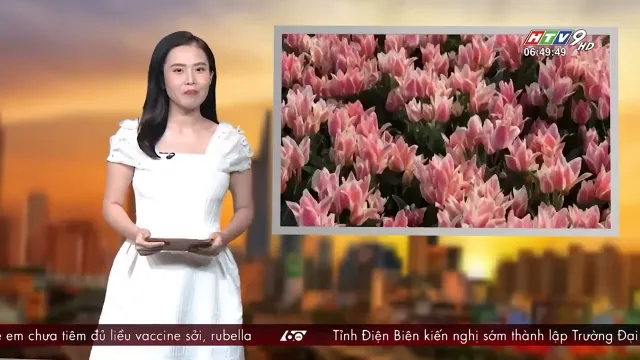 HTV9 HD
06:49:49
e em chưa tiêm đủ liều vaccine sởi, rubella 60 Tỉnh Điện Biên kiến nghị sớm thành lập Trường Đại